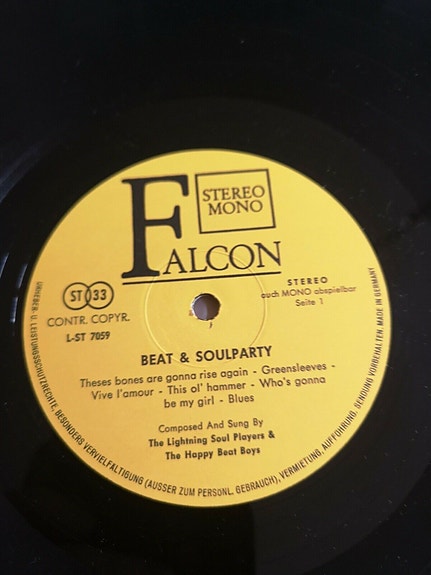 STEREO
MONO
FALCON
ST 33
CONTR. COPYR.
L-ST 7059
STEREO
auch MONO abspielbar
Seite 1
BEAT & SOULPARTY
Theses bones are gonna rise again - Greensleeves -
Vive l'amour - This ol' hammer - Who's gonna
be my girl - Blues
Composed And Sung By
The Lightning Soul Players &
The Happy Beat Boys
URHEBER- U. LEISTUNGSSCHUTZRECHTE, BESONDERS VERVIELFÄLTIGUNG (AUSSER ZUM PERSONL. GEBRAUCH), VERMIETUNG, AUFFÜHRUNG, SENDUNG VORBEHALTEN. MADE IN GERMANY